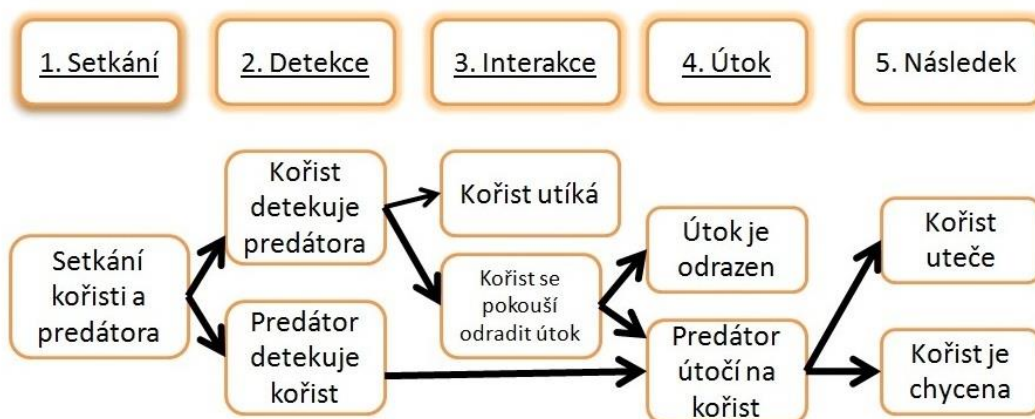 1. Setkání
2. Detekce
3. Interakce
4. Útok
5. Následek
Setkání
kořisti a
predátora
Kořist
detekuje
predátora
Predátor
detekuje
kořist
Kořist utíká
Kořist se
pokouší
odradit útok
Útok je
odrazen
Predátor
útočí na
kořist
Kořist
uteče
Kořist je
chycena